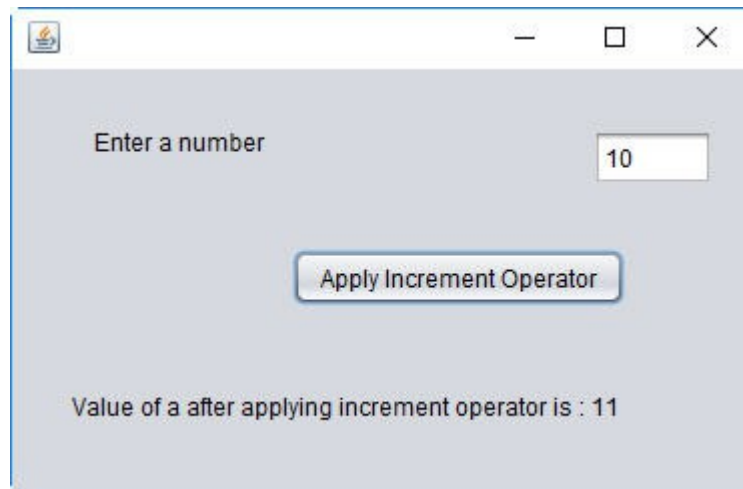 Enter a number
10
Apply Increment Operator
Value of a after applying increment operator is : 11